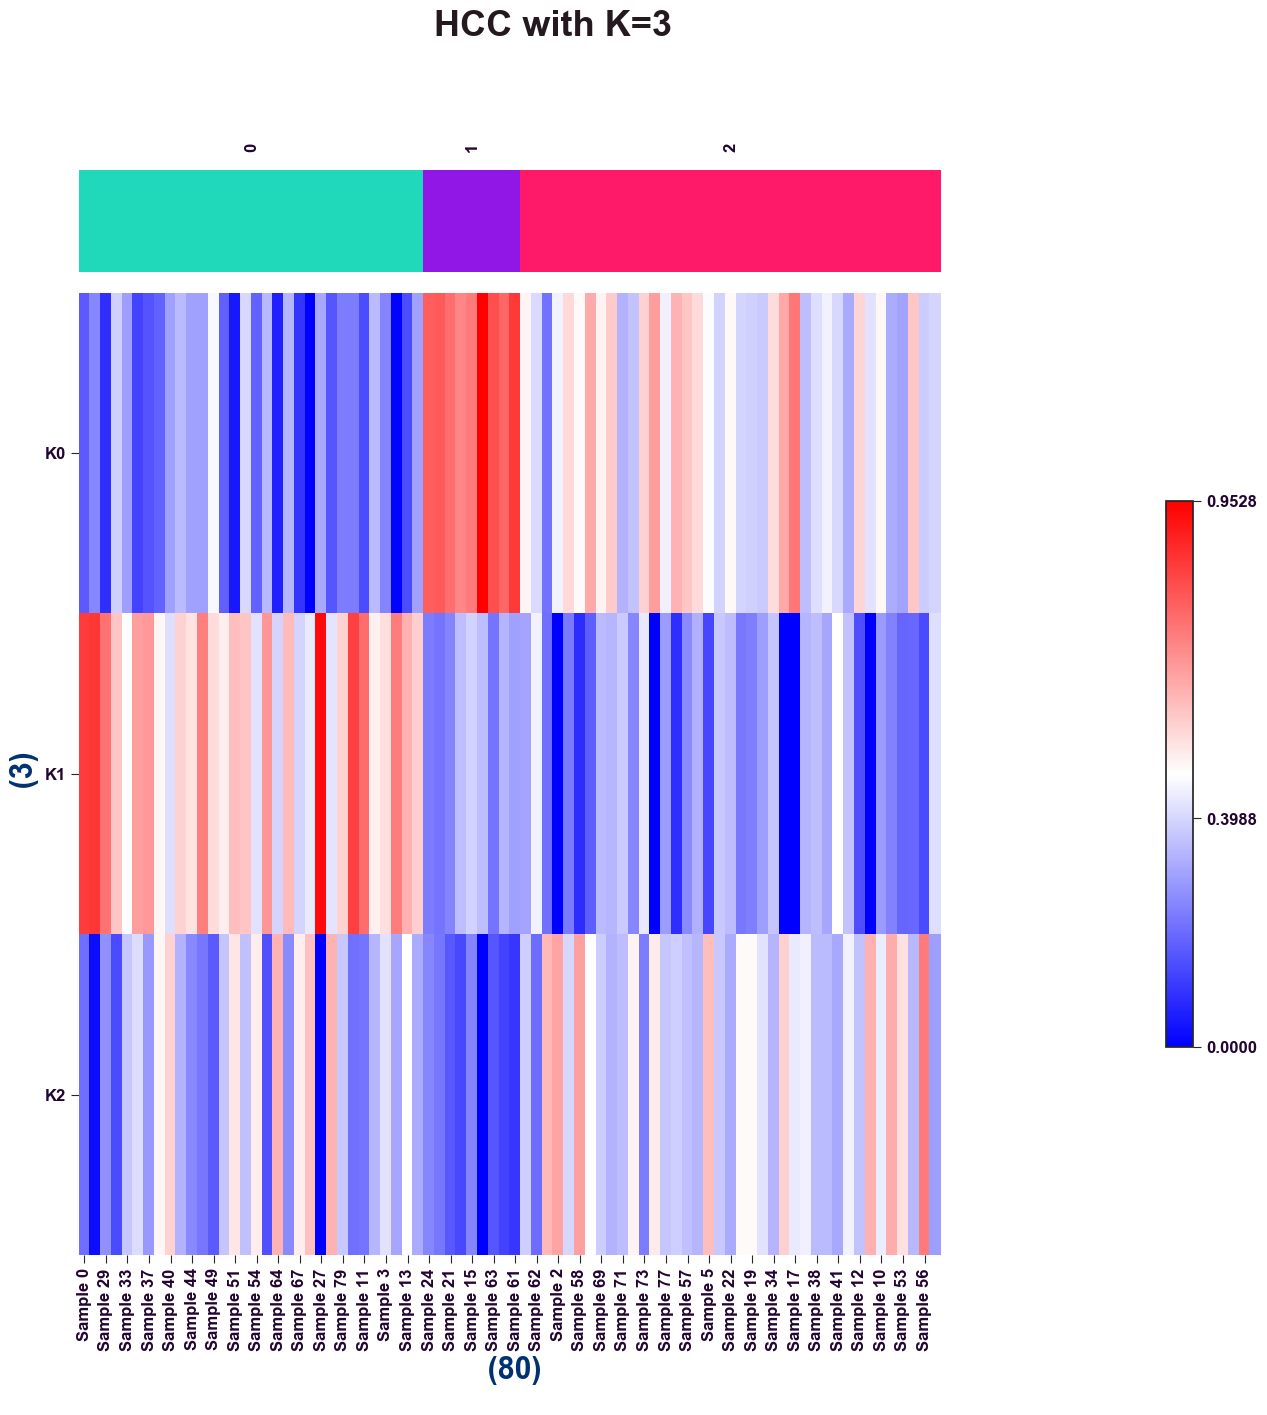 HCC with K=3
0
1
2
K0
K1
K2
(3)
0.9528
0.3988
0.0000
Sample 0
Sample 29
Sample 33
Sample 37
Sample 40
Sample 44
Sample 49
Sample 51
Sample 54
Sample 64
Sample 67
Sample 27
Sample 79
Sample 11
Sample 3
Sample 13
Sample 24
Sample 21
Sample 15
Sample 63
Sample 61
Sample 62
Sample 2
Sample 58
Sample 69
Sample 71
Sample 73
Sample 77
Sample 57
Sample 5
Sample 22
Sample 19
Sample 34
Sample 17
Sample 38
Sample 41
Sample 12
Sample 10
Sample 53
Sample 56
(80)